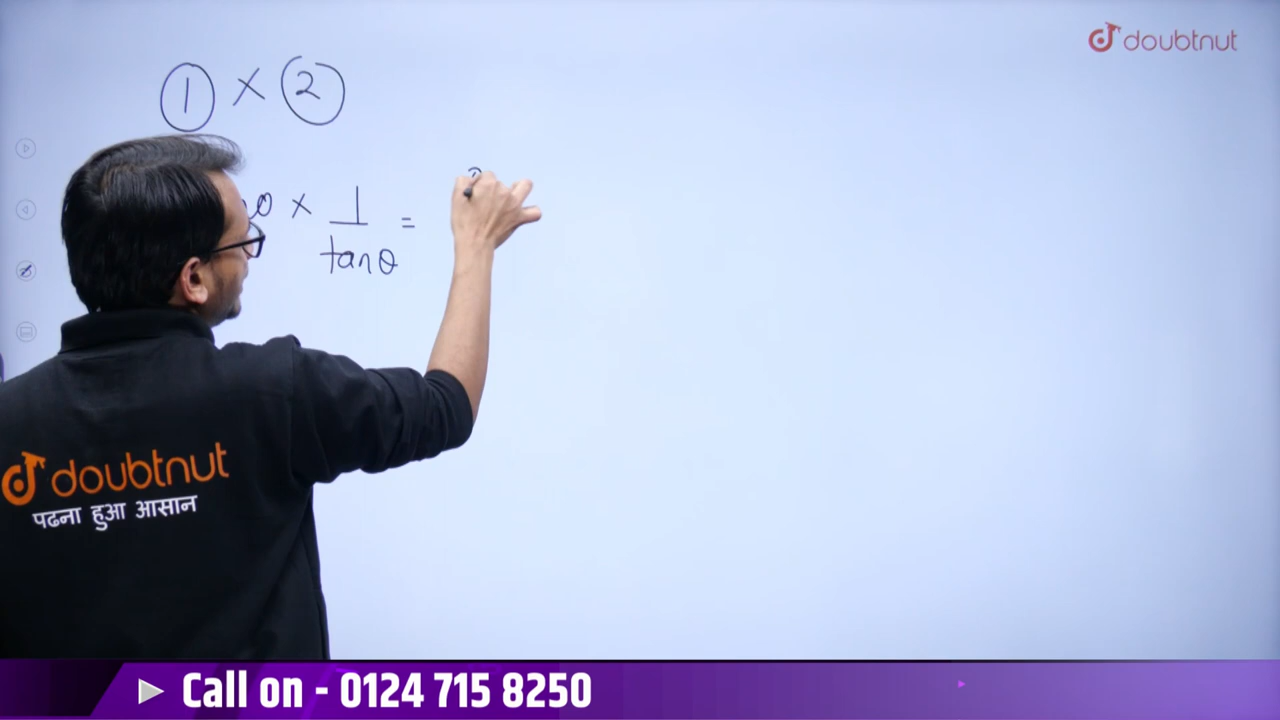 doubtnut
① × ②
θ × 1
=
tanθ
doubtnut
पढना हुआ आसान
Call on - 0124 715 8250